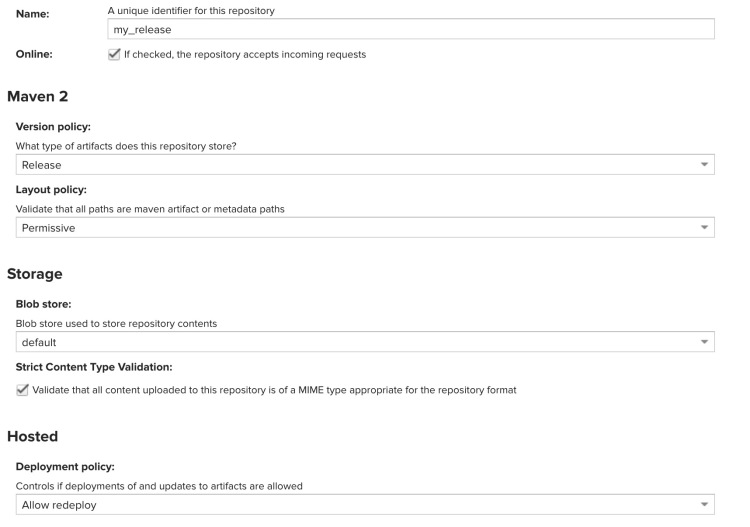 Name:
A unique identifier for this repository
my_release
Online:
If checked, the repository accepts incoming requests
Maven 2
Version policy:
What type of artifacts does this repository store?
Release
Layout policy:
Validate that all paths are maven artifact or metadata paths
Permissive
Storage
Blob store:
Blob store used to store repository contents
default
Strict Content Type Validation:
Validate that all content uploaded to this repository is of a MIME type appropriate for the repository format
Hosted
Deployment policy:
Controls if deployments of and updates to artifacts are allowed
Allow redeploy